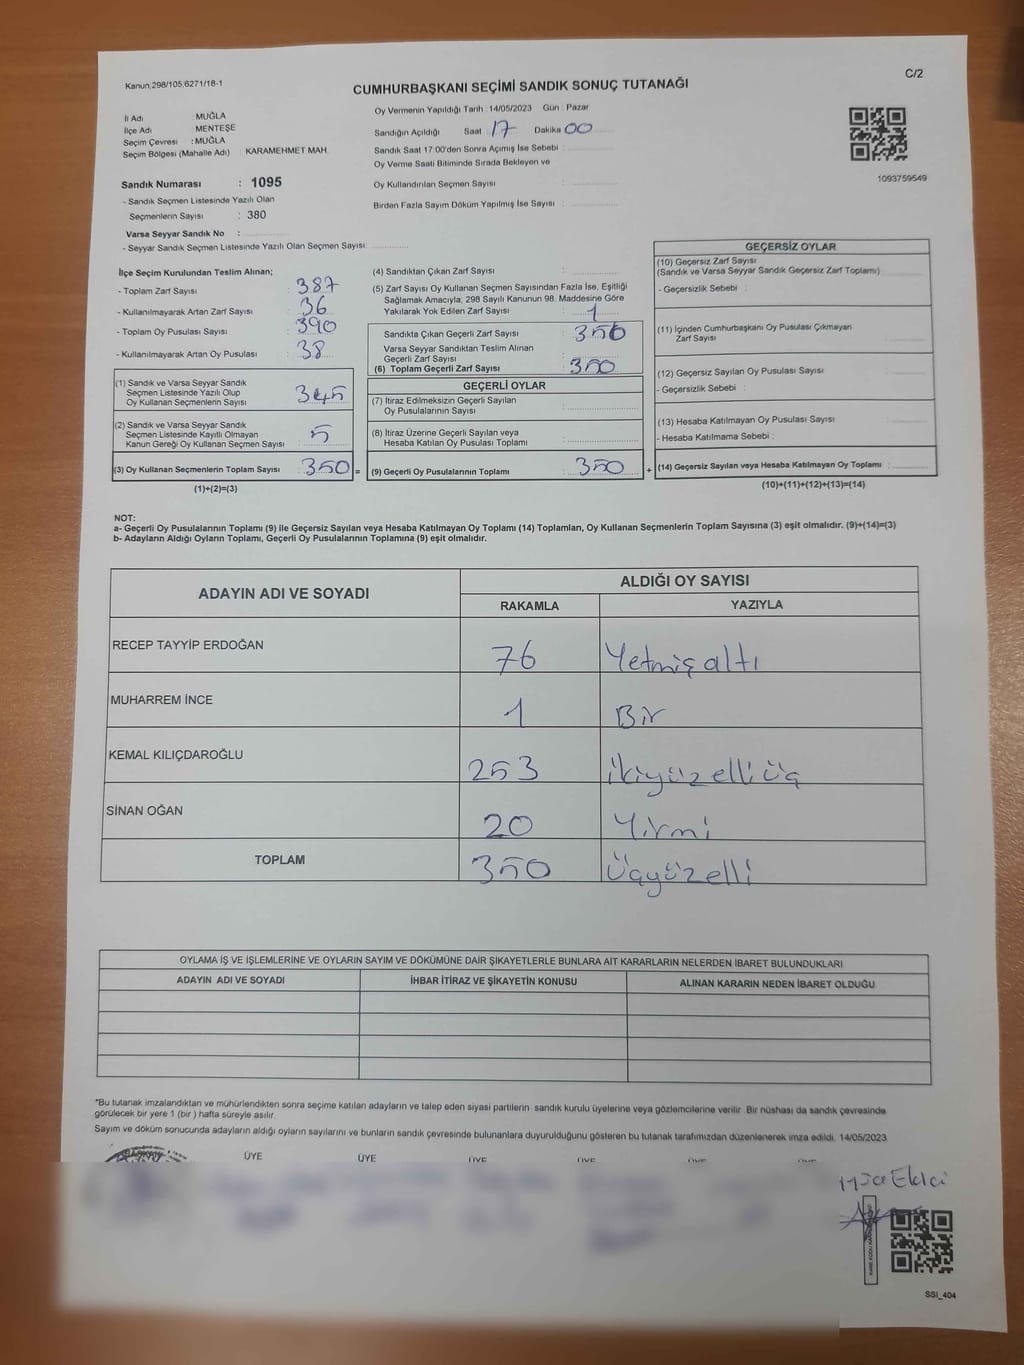 Kanun:298/105;6271/18-1
CUMHURBAŞKANI SEÇİMİ SANDIK SONUÇ TUTANAĞI
C/2
İl Adı : MUĞLA
İlçe Adı : MENTEŞE
Seçim Çevresi : MUĞLA
Seçim Bölgesi (Mahalle Adı) : KARAMEHMET MAH.
Sandık Numarası : 1095
- Sandık Seçmen Listesinde Yazılı Olan
Seçmenlerin Sayısı : 380
Varsa Seyyar Sandık No :
- Seyyar Sandık Seçmen Listesinde Yazılı Olan Seçmen Sayısı:
Oy Vermenin Yapıldığı Tarih : 14/05/2023 Gün : Pazar
Sandığın Açıldığı Saat : 17 Dakika 00
Sandık Saat 17:00'den Sonra Açımış İse Sebebi :
Oy Verme Saati Bitiminde Sırada Bekleyen ve
Oy Kullandırılan Seçmen Sayısı :
Birden Fazla Sayım Döküm Yapılmış İse Sayısı :
1093759549
İlçe Seçim Kurulundan Teslim Alınan;
- Toplam Zarf Sayısı : 387
- Kullanılmayarak Artan Zarf Sayısı : 36
- Toplam Oy Pusulası Sayısı : 390
- Kullanılmayarak Artan Oy Pusulası : 38
(1) Sandık ve Varsa Seyyar Sandık
Seçmen Listesinde Yazılı Olup
Oy Kullanan Seçmenlerin Sayısı : 345
(2) Sandık ve Varsa Seyyar Sandık
Seçmen Listesinde Kayıtlı Olmayan
Kanun Gereği Oy Kullanan Seçmen Sayısı : 5
(3) Oy Kullanan Seçmenlerin Toplam Sayısı : 350 =
(1)+(2)=(3)
(4) Sandıktan Çıkan Zarf Sayısı :
(5) Zarf Sayısı Oy Kullanan Seçmen Sayısından Fazla İse, Eşitliği
Sağlamak Amacıyla, 298 Sayılı Kanunun 98. Maddesine Göre
Yakılarak Yok Edilen Zarf Sayısı : 1
Sandıkta Çıkan Geçerli Zarf Sayısı :
Varsa Seyyar Sandıktan Teslim Alınan
Geçerli Zarf Sayısı :
(6) Toplam Geçerli Zarf Sayısı : 350
GEÇERLİ OYLAR
(7) İtiraz Edilmeksizin Geçerli Sayılan
Oy Pusulalarının Sayısı :
(8) İtiraz Üzerine Geçerli Sayılan veya
Hesaba Katılan Oy Pusulası Toplamı :
(9) Geçerli Oy Pusulalarının Toplamı : 350 +
GEÇERSİZ OYLAR
(10) Geçersiz Zarf Sayısı
(Sandık ve Varsa Seyyar Sandık Geçersiz Zarf Toplamı)
- Geçersizlik Sebebi :
(11) İçinden Cumhurbaşkanı Oy Pusulası Çıkmayan
Zarf Sayısı :
(12) Geçersiz Sayılan Oy Pusulası Sayısı :
- Geçersizlik Sebebi :
(13) Hesaba Katılmayan Oy Pusulası Sayısı :
- Hesaba Katılmama Sebebi :
(14) Geçersiz Sayılan veya Hesaba Katılmayan Oy Toplamı :
(10)+(11)+(12)+(13)=(14)
NOT:
a- Geçerli Oy Pusulalarının Toplamı (9) ile Geçersiz Sayılan veya Hesaba Katılmayan Oy Toplamı (14) Toplamları, Oy Kullanan Seçmenlerin Toplam Sayısına (3) eşit olmalıdır. (9)+(14)=(3)
b- Adayların Aldığı Oyların Toplamı, Geçerli Oy Pusulalarının Toplamına (9) eşit olmalıdır.
ADAYIN ADI VE SOYADI
ALDIĞI OY SAYISI
RAKAMLA YAZIYLA
RECEP TAYYİP ERDOĞAN 76 Yetmişaltı
MUHARREM İNCE 1 Bir
KEMAL KILIÇDAROĞLU 253 ikiyüzelliüç
SİNAN OĞAN 20 Yirmi
TOPLAM 350 Üçyüzelli
OYLAMA İŞ VE İŞLEMLERİNE VE OYLARIN SAYIM VE DÖKÜMÜNE DAİR ŞİKAYETLERLE BUNLARA AİT KARARLARIN NELERDEN İBARET BULUNDUKLARI
ADAYIN ADI VE SOYADI İHBAR İTİRAZ VE ŞİKAYETİN KONUSU ALINAN KARARIN NEDEN İBARET OLDUĞU
*Bu tutanak imzalandıktan ve mühürlendikten sonra seçime katılan adayların ve talep eden siyasi partilerin sandık kurulu üyelerine veya gözlemcilerine verilir. Bir nüshası da sandık çevresinde
görülecek bir yere 1 (bir ) hafta süreyle asılır.
Sayım ve döküm sonucunda adayların aldığı oyların sayılarını ve bunların sandık çevresinde bulunanlara duyurulduğunu gösteren bu tutanak tarafımızdan düzenlenerek imza edildi. 14/05/2023
BAŞKAN ÜYE ÜYE ÜYE ÜYE ÜYE ÜYE
SSI_404